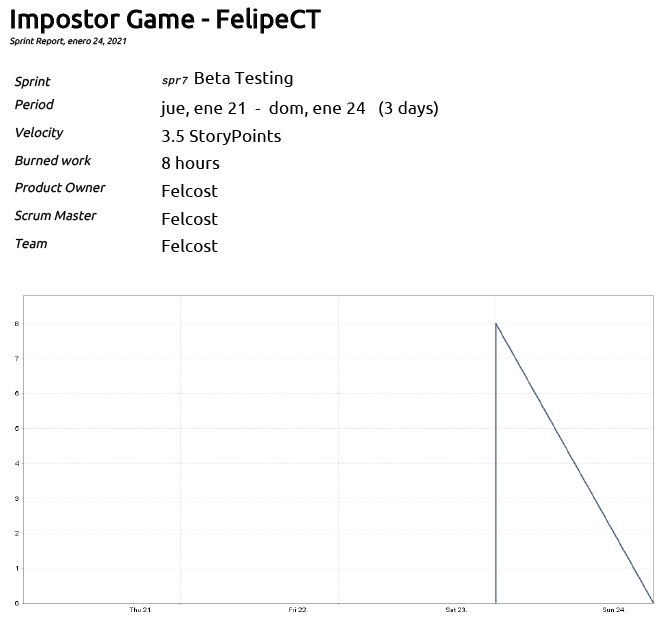 Impostor Game - FelipeCT
Sprint Report, enero 24, 2021
Sprint spr7 Beta Testing
Period jue, ene 21 - dom, ene 24 (3 days)
Velocity 3.5 StoryPoints
Burned work 8 hours
Product Owner Felcost
Scrum Master Felcost
Team Felcost
8
7
6
5
4
3
2
1
0
Thu 21. Fri 22. Sat 23. Sun 24.